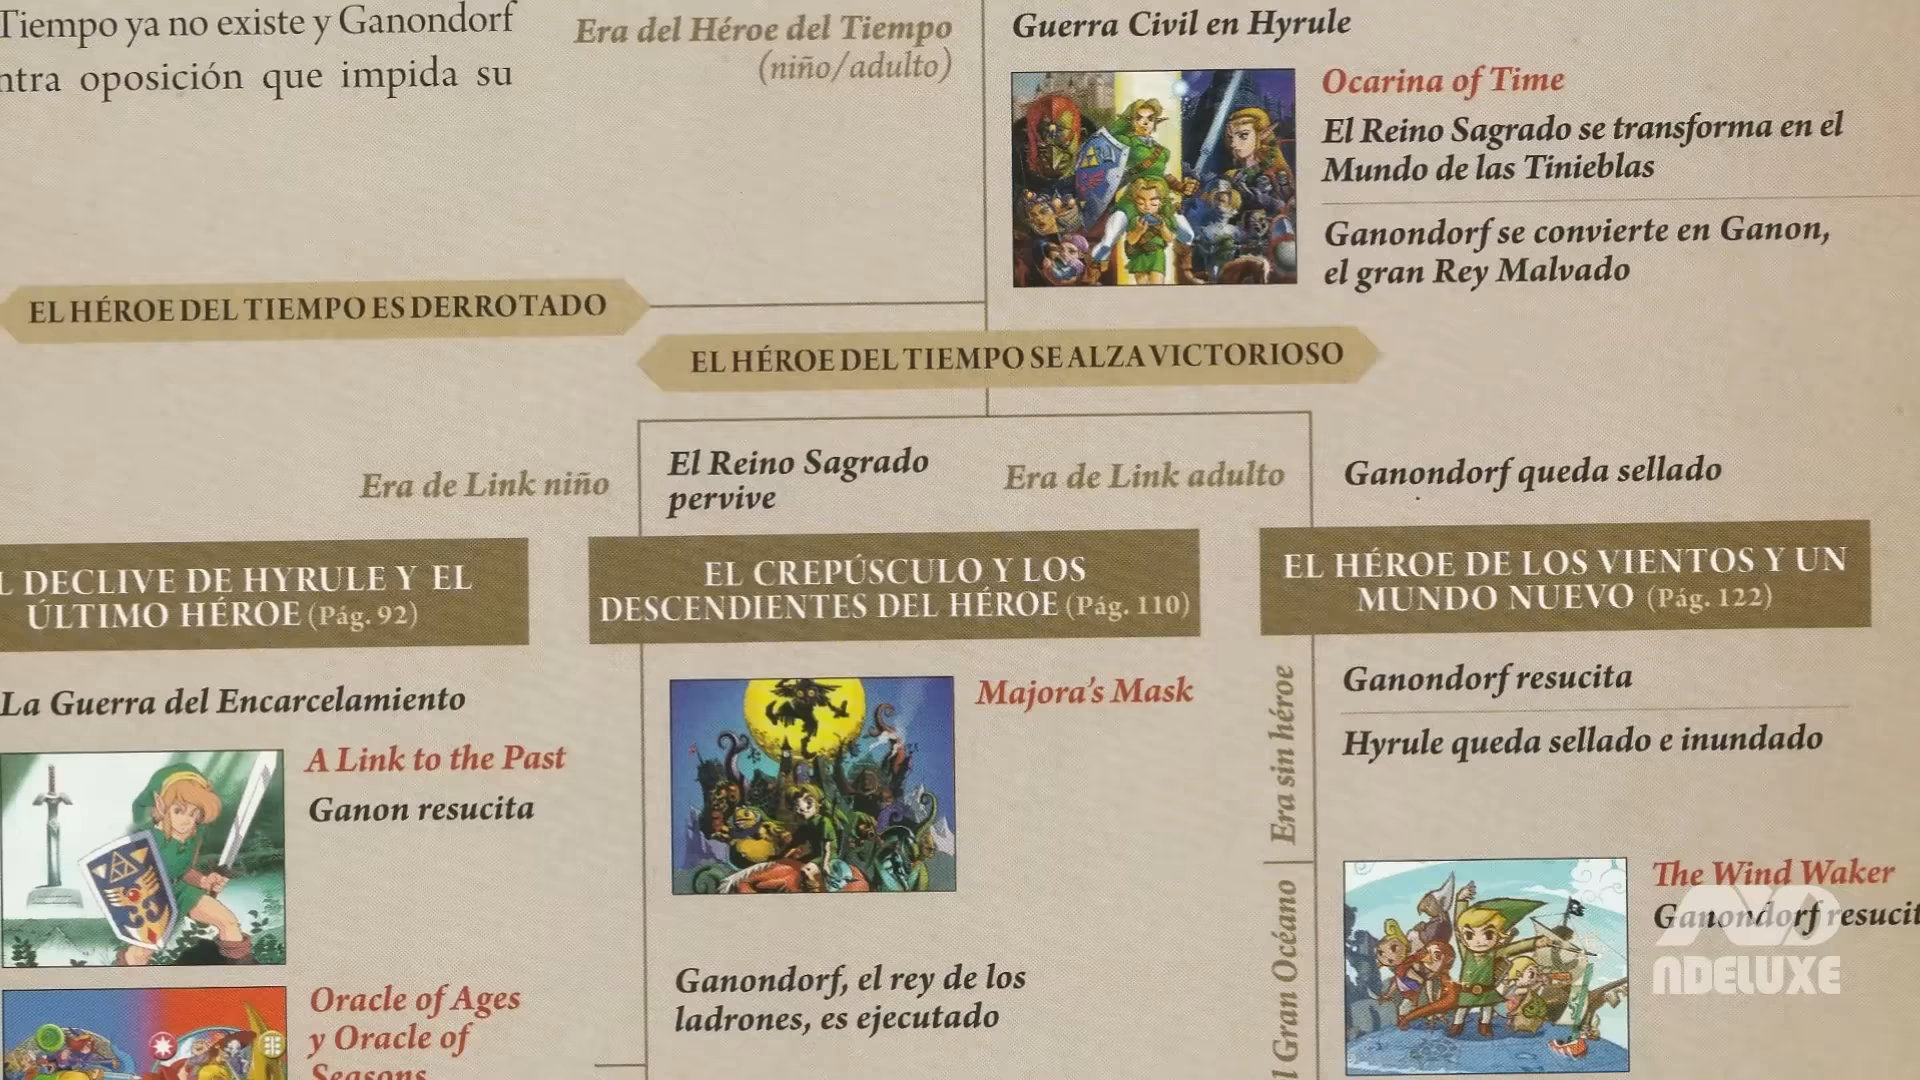 Tiempo ya no existe y Ganondorf
ntra oposición que impida su
Era del Héroe del Tiempo
(niño/adulto)
Guerra Civil en Hyrule
Ocarina of Time
El Reino Sagrado se transforma en el
Mundo de las Tinieblas
Ganondorf se convierte en Ganon,
el gran Rey Malvado
EL HÉROE DEL TIEMPO ES DERROTADO
EL HÉROE DEL TIEMPO SE ALZA VICTORIOSO
Era de Link niño
El Reino Sagrado
pervive
Era de Link adulto
Ganondorf queda sellado
L DECLIVE DE HYRULE Y EL
ÚLTIMO HÉROE (Pág. 92)
EL CREPÚSCULO Y LOS
DESCENDIENTES DEL HÉROE (Pág. 110)
EL HÉROE DE LOS VIENTOS Y UN
MUNDO NUEVO (Pág. 122)
La Guerra del Encarcelamiento
A Link to the Past
Ganon resucita
Oracle of Ages
y Oracle of
Seasons
Majora's Mask
Ganondorf, el rey de los
ladrones, es ejecutado
Era sin héroe
l Gran Océano
Ganondorf resucita
Hyrule queda sellado e inundado
The Wind Waker
Ganondorf resucit
ND
NDELUXE